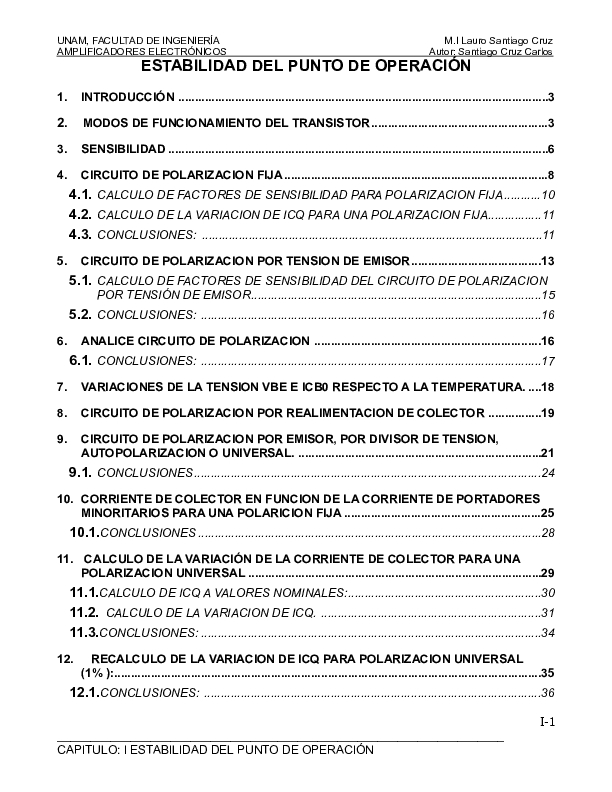 UNAM, FACULTAD DE INGENIERÍA M.I Lauro Santiago Cruz
AMPLIFICADORES ELECTRÓNICOS Autor; Santiago Cruz Carlos
ESTABILIDAD DEL PUNTO DE OPERACIÓN
1. INTRODUCCIÓN ...............3
2. MODOS DE FUNCIONAMIENTO DEL TRANSISTOR...............3
3. SENSIBILIDAD ...............6
4. CIRCUITO DE POLARIZACION FIJA...............8
4.1. CALCULO DE FACTORES DE SENSIBILIDAD PARA POLARIZACION FIJA...........10
4.2. CALCULO DE LA VARIACION DE ICQ PARA UNA POLARIZACION FIJA...............11
4.3. CONCLUSIONES: ...............11
5. CIRCUITO DE POLARIZACION POR TENSION DE EMISOR...............13
5.1. CALCULO DE FACTORES DE SENSIBILIDAD DEL CIRCUITO DE POLARIZACION
POR TENSIÓN DE EMISOR...............15
5.2. CONCLUSIONES: ...............16
6. ANALICE CIRCUITO DE POLARIZACION ...............16
6.1. CONCLUSIONES: ...............17
7. VARIACIONES DE LA TENSION VBE E ICB0 RESPECTO A LA TEMPERATURA. ....18
8. CIRCUITO DE POLARIZACION POR REALIMENTACION DE COLECTOR ...............19
9. CIRCUITO DE POLARIZACION POR EMISOR, POR DIVISOR DE TENSION,
AUTOPOLARIZACION O UNIVERSAL. ...............21
9.1. CONCLUSIONES...............24
10. CORRIENTE DE COLECTOR EN FUNCION DE LA CORRIENTE DE PORTADORES
MINORITARIOS PARA UNA POLARICION FIJA ...............25
10.1.CONCLUSIONES ...............28
11. CALCULO DE LA VARIACIÓN DE LA CORRIENTE DE COLECTOR PARA UNA
POLARIZACION UNIVERSAL ...............29
11.1.CALCULO DE ICQ A VALORES NOMINALES:...............30
11.2. CALCULO DE LA VARIACION DE ICQ. ...............31
11.3.CONCLUSIONES: ...............34
12. RECALCULO DE LA VARIACION DE ICQ PARA POLARIZACION UNIVERSAL
(1% ):...............35
12.1.CONCLUSIONES: ...............36
I-1
CAPITULO: I ESTABILIDAD DEL PUNTO DE OPERACIÓN